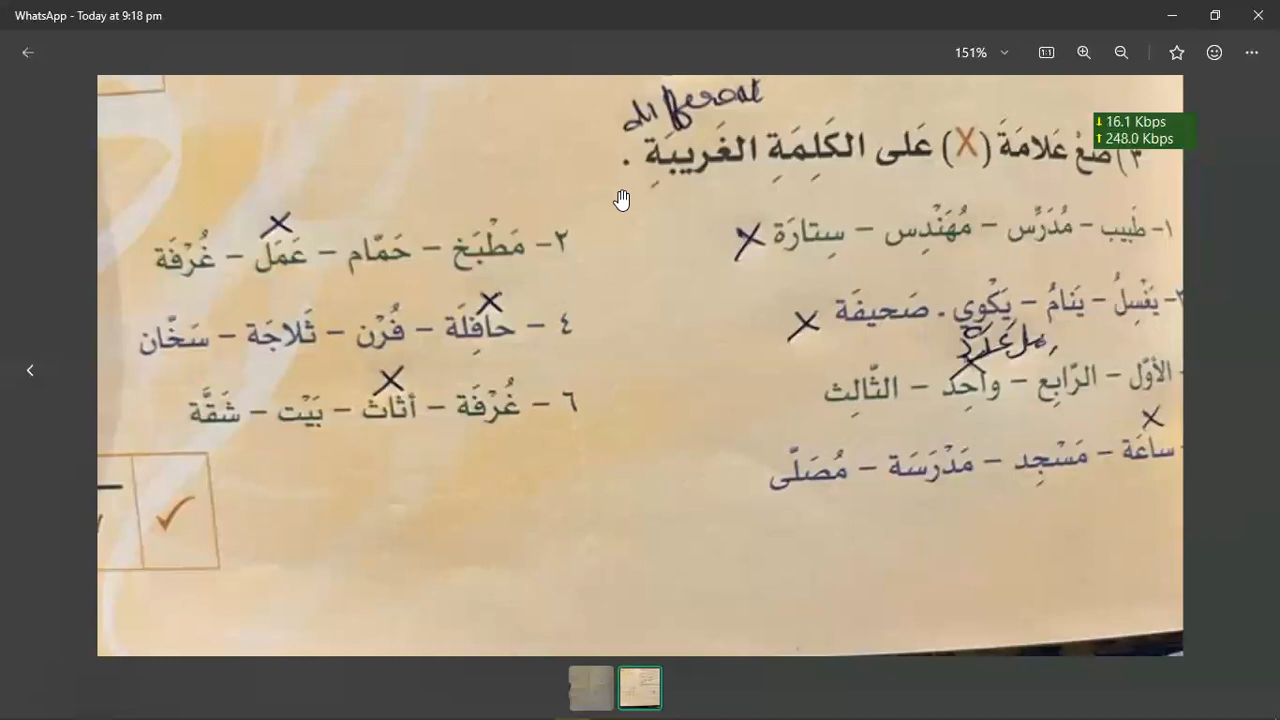 WhatsApp - Today at 9:18 pm
151%
16.1 Kbps
248.0 Kbps
different
٣) ضَعْ عَلامَةَ (X) عَلى الكَلِمَةِ الغَريبَةِ .
١- طَبيب - مُدَرِّس - مُهَنْدِس - سِتارَة X
٢- مَطْبَخ - حَمّام - عَمَلَ - غُرْفَة
X
يَغْسِلُ - يَنامُ - يَكْوي . صَحيفَة X
٤ - حافِلَة - فُرْن - ثَلاجَة - سَخّان
X
الأوَّل - الرّابِع - واحِد - الثّالِث
X
٦ - غُرْفَة - أثاث - بَيْت - شَقَّة
X
ساعَة - مَسْجِد - مَدْرَسَة - مُصَلّى
X